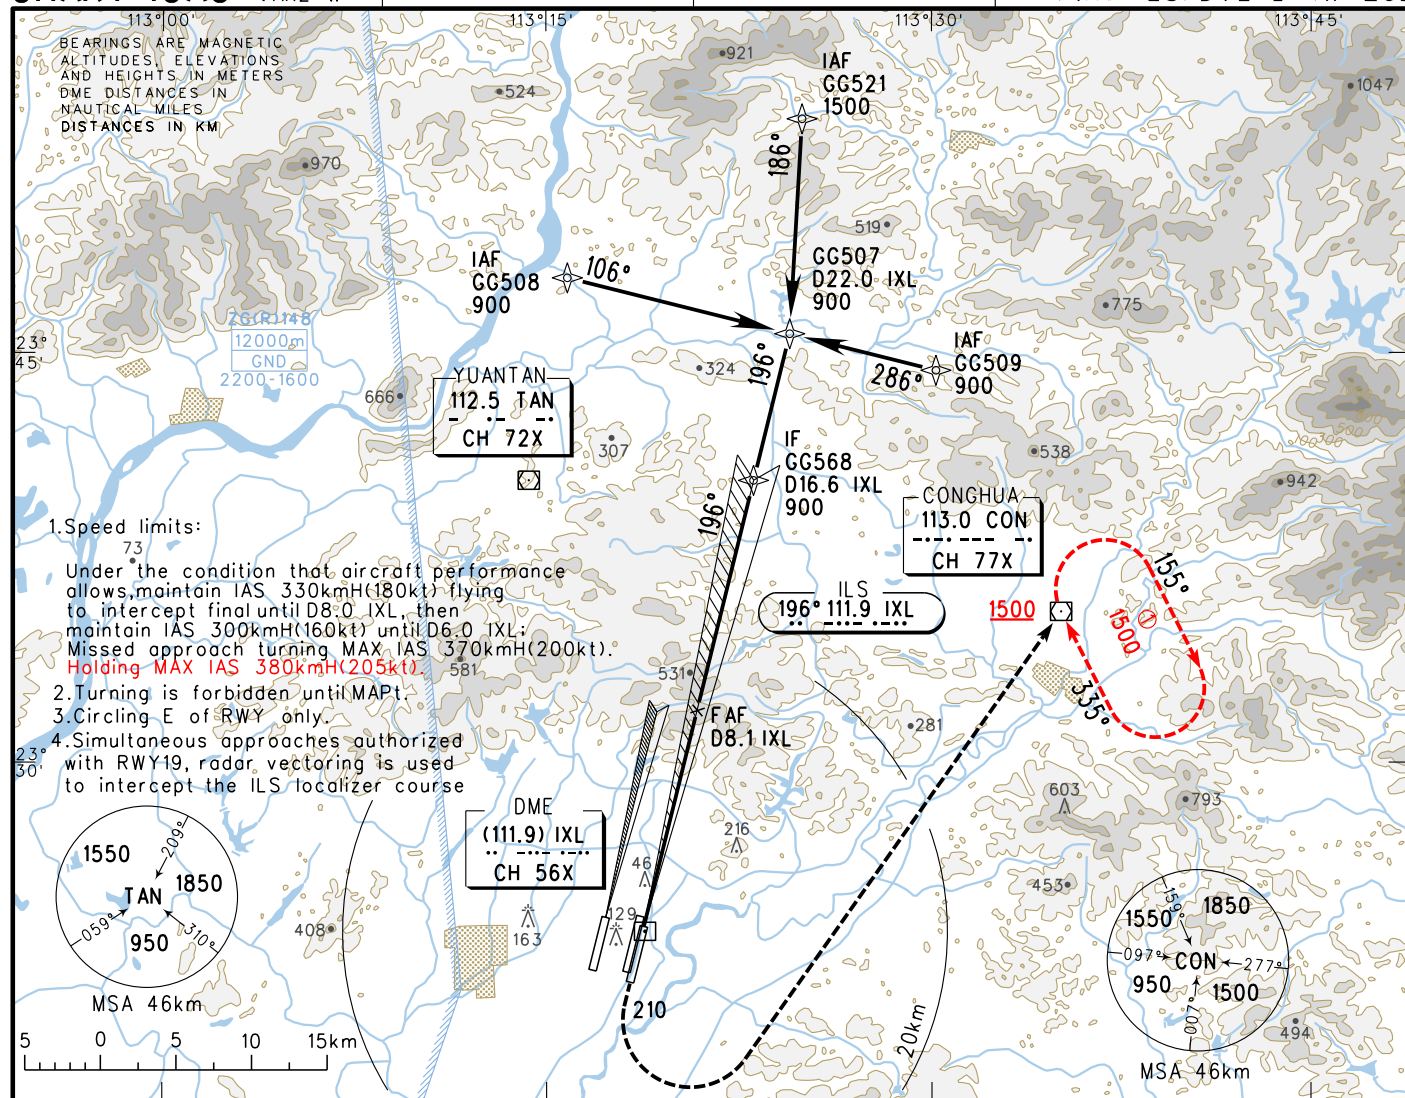 113°00'
113°15'
113°30'
113°45'
BEARINGS ARE MAGNETIC
ALTITUDES, ELEVATIONS
AND HEIGHTS IN METERS
DME DISTANCES IN
NAUTICAL MILES
DISTANCES IN KM
921
524
970
1047
IAF
GG521
1500
186°
519
IAF
GG508
900
106°
GG507
D22.0 IXL
900
775
ZG(R)148
12000m
GND
2200-1600
23°
45'
IAF
GG509
900
286°
196°
324
666
YUANTAN
112.5 TAN
CH 72X
307
IF
GG568
D16.6 IXL
900
538
300
300
500
942
196°
CONGHUA
113.0 CON
CH 77X
1.Speed limits:
73
Under the condition that aircraft performance
allows,maintain IAS 330kmH(180kt) flying
to intercept final until D8.0 IXL, then
maintain IAS 300kmH(160kt) until D6.0 IXL;
Missed approach turning MAX IAS 370kmH(200kt).
Holding MAX IAS 380kmH(205kt).
581
2.Turning is forbidden until MAPt.
3.Circling E of RWY only.
4.Simultaneous approaches authorized
with RWY19, radar vectoring is used
to intercept the ILS localizer course
ILS
196° 111.9 IXL
1500
155°
1500 1
335°
531
FAF
D8.1 IXL
281
23°
30'
603
793
DME
(111.9) IXL
CH 56X
216
46
129
163
408
453
494
210
20km
1550
TAN
1850
950
209°
059°
310°
MSA 46km
1550
1850
CON
950
1500
159°
097°
277°
007°
MSA 46km
5 0 5 10 15km